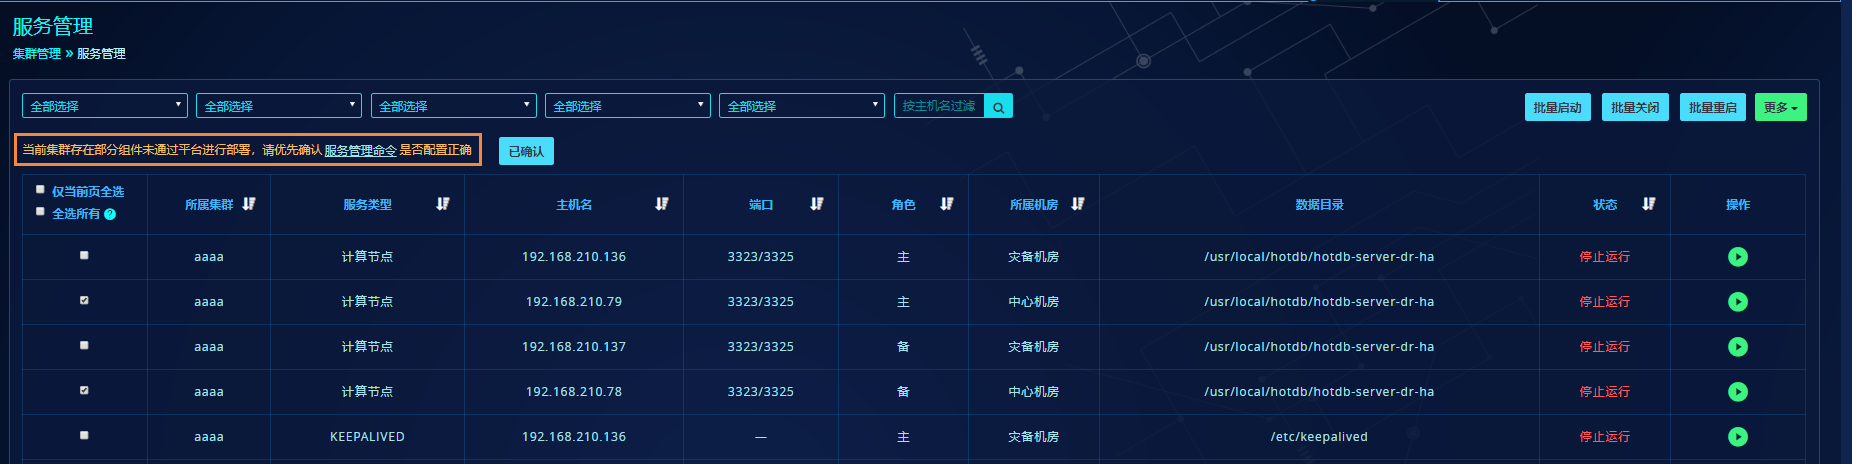 服务管理
集群管理 » 服务管理
全部选择 全部选择 全部选择 全部选择 全部选择 按主机名过滤 批量启动 批量关闭 批量重启 更多
当前集群存在部分组件未通过平台进行部署，请优先确认 服务管理命令 是否配置正确 已确认
仅当前页全选
全选所有 ?
所属集群 服务类型 主机名 端口 角色 所属机房 数据目录 状态 操作
aaaa 计算节点 192.168.210.136 3323/3325 主 灾备机房 /usr/local/hotdb/hotdb-server-dr-ha 停止运行
aaaa 计算节点 192.168.210.79 3323/3325 主 中心机房 /usr/local/hotdb/hotdb-server-dr-ha 停止运行
aaaa 计算节点 192.168.210.137 3323/3325 备 灾备机房 /usr/local/hotdb/hotdb-server-dr-ha 停止运行
aaaa 计算节点 192.168.210.78 3323/3325 备 中心机房 /usr/local/hotdb/hotdb-server-dr-ha 停止运行
aaaa KEEPALIVED 192.168.210.136 — 主 灾备机房 /etc/keepalived 停止运行